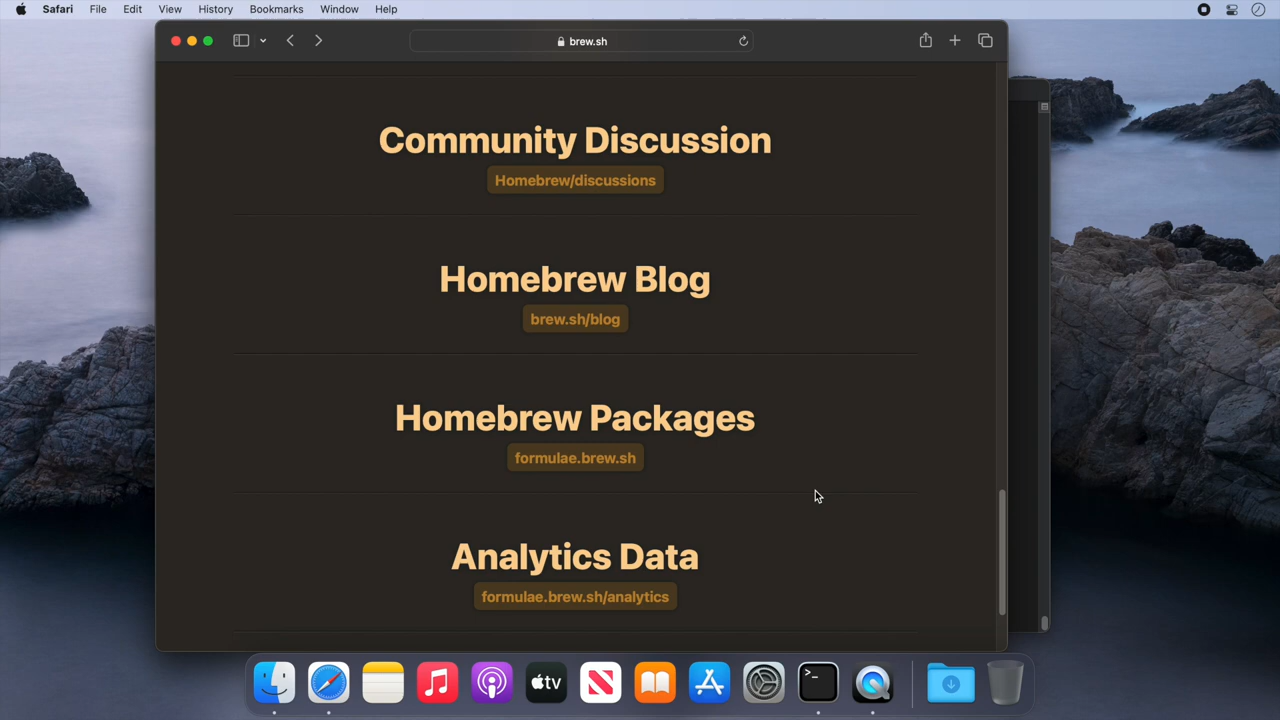 Safari File Edit View History Bookmarks Window Help
brew.sh
Community Discussion
Homebrew/discussions
Homebrew Blog
brew.sh/blog
Homebrew Packages
formulae.brew.sh
Analytics Data
formulae.brew.sh/analytics
tv
>_